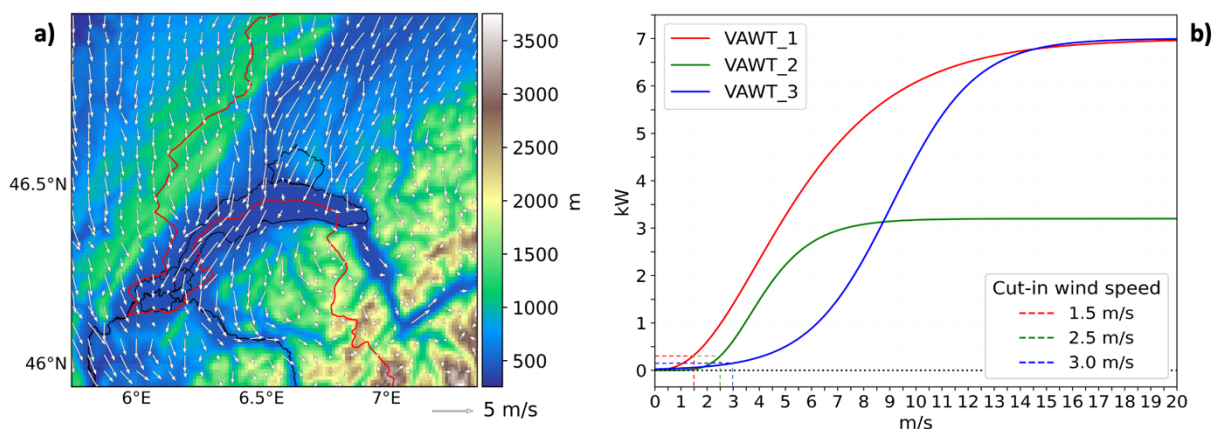 a)
46.5°N
46°N
6°E
6.5°E
7°E
5 m/s
3500
3000
2500
2000
1500
1000
500
m
b)
VAWT_1
VAWT_2
VAWT_3
7
6
5
4
3
2
1
0
kW
Cut-in wind speed
1.5 m/s
2.5 m/s
3.0 m/s
0 1 2 3 4 5 6 7 8 9 10 11 12 13 14 15 16 17 18 19 20
m/s